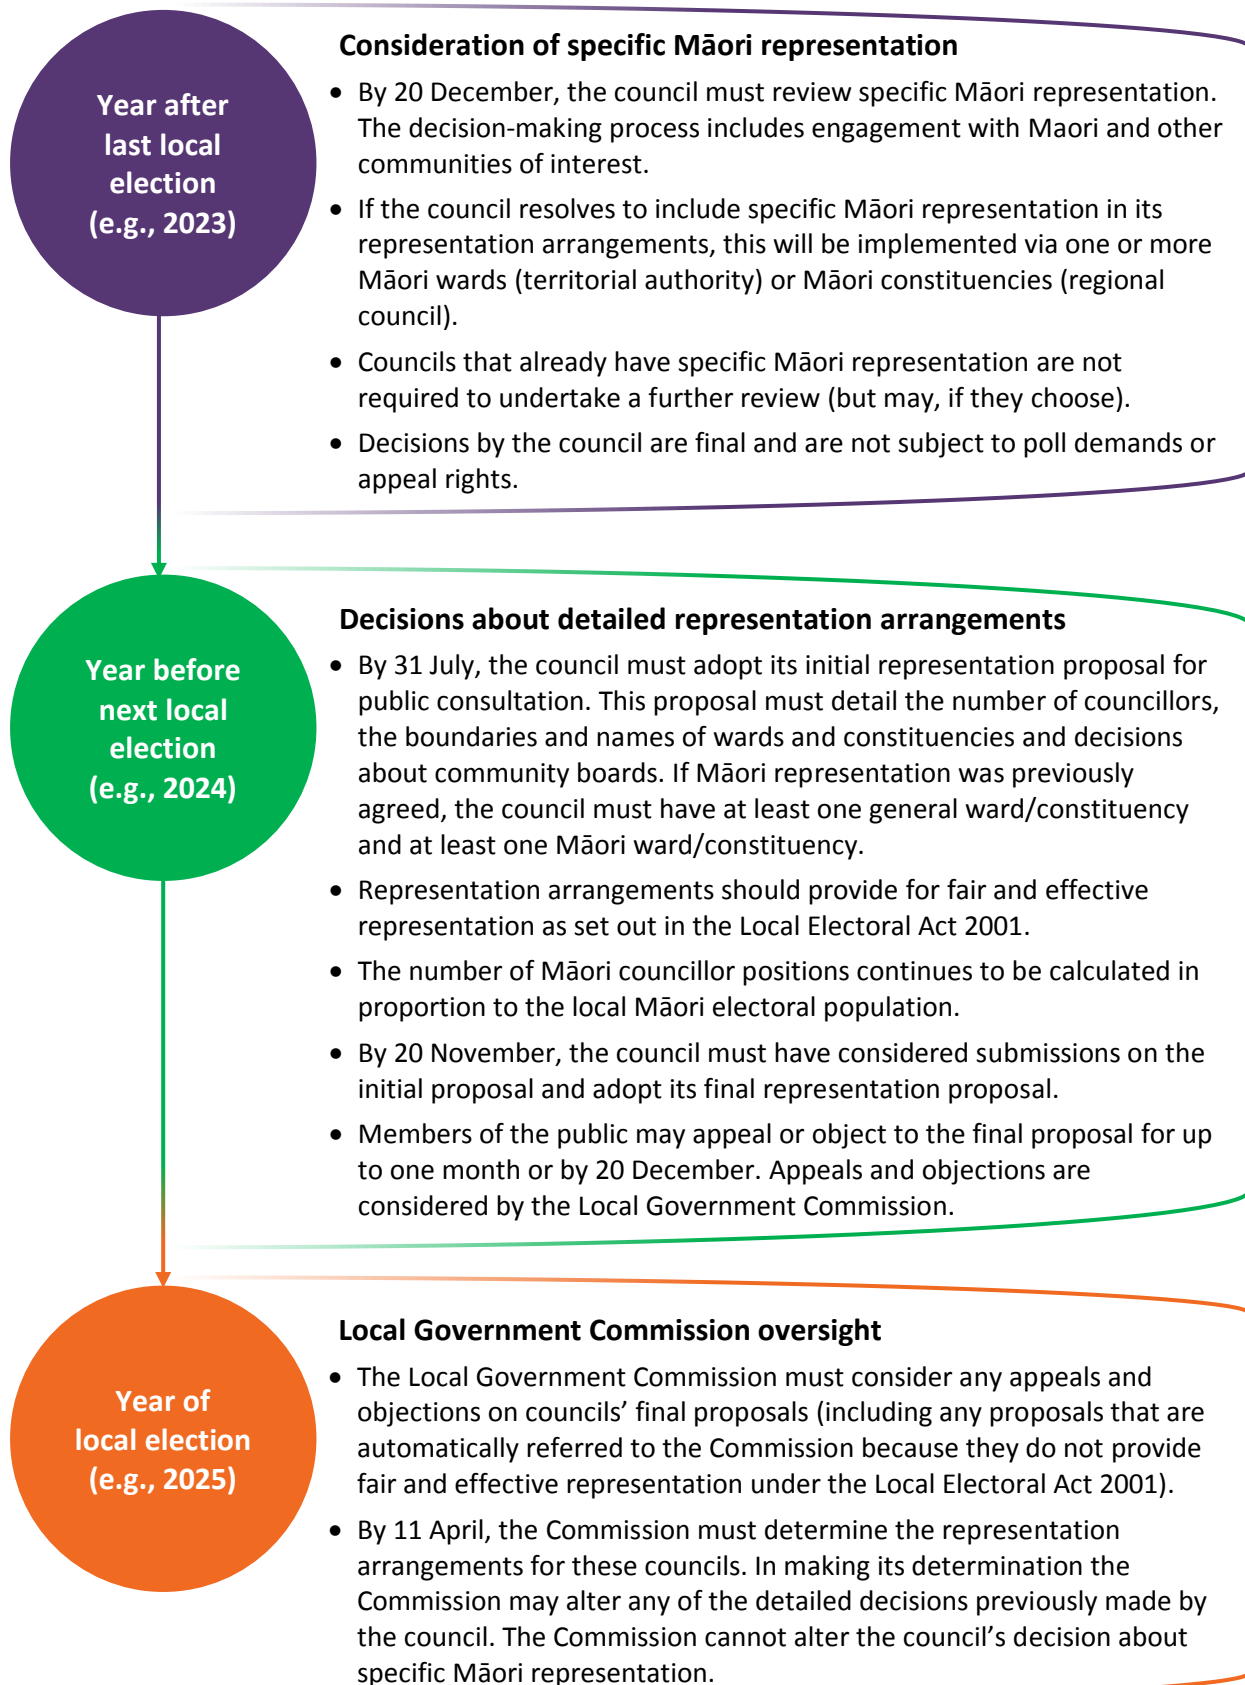 Year after
last local
election
(e.g., 2023)
Consideration of specific Māori representation
• By 20 December, the council must review specific Māori representation.
The decision-making process includes engagement with Maori and other
communities of interest.
• If the council resolves to include specific Māori representation in its
representation arrangements, this will be implemented via one or more
Māori wards (territorial authority) or Māori constituencies (regional
council).
• Councils that already have specific Māori representation are not
required to undertake a further review (but may, if they choose).
• Decisions by the council are final and are not subject to poll demands or
appeal rights.
Year before
next local
election
(e.g., 2024)
Decisions about detailed representation arrangements
• By 31 July, the council must adopt its initial representation proposal for
public consultation. This proposal must detail the number of councillors,
the boundaries and names of wards and constituencies and decisions
about community boards. If Māori representation was previously
agreed, the council must have at least one general ward/constituency
and at least one Māori ward/constituency.
• Representation arrangements should provide for fair and effective
representation as set out in the Local Electoral Act 2001.
• The number of Māori councillor positions continues to be calculated in
proportion to the local Māori electoral population.
• By 20 November, the council must have considered submissions on the
initial proposal and adopt its final representation proposal.
• Members of the public may appeal or object to the final proposal for up
to one month or by 20 December. Appeals and objections are
considered by the Local Government Commission.
Year of
local election
(e.g., 2025)
Local Government Commission oversight
• The Local Government Commission must consider any appeals and
objections on councils’ final proposals (including any proposals that are
automatically referred to the Commission because they do not provide
fair and effective representation under the Local Electoral Act 2001).
• By 11 April, the Commission must determine the representation
arrangements for these councils. In making its determination the
Commission may alter any of the detailed decisions previously made by
the council. The Commission cannot alter the council’s decision about
specific Māori representation.